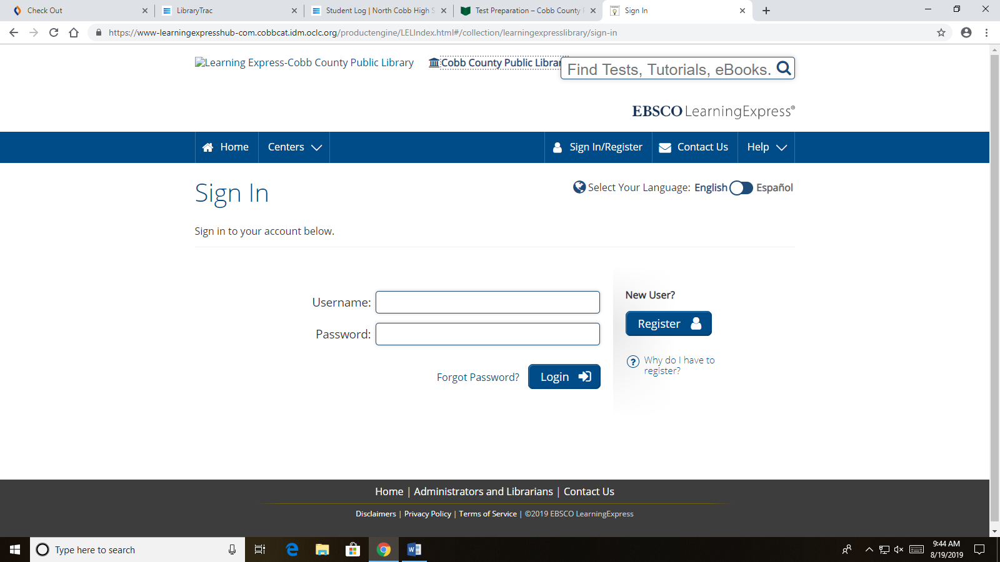 Check Out
LibraryTrac
Student Log | North Cobb High S
Test Preparation – Cobb County P
Sign In
https://www-learningexpresshub-com.cobbcat.idm.oclc.org/productengine/LELIndex.html#/collection/learningexpresslibrary/sign-in
Learning Express-Cobb County Public Library
Cobb County Public Librar
Find Tests, Tutorials, eBooks.
EBSCO LearningExpress®
Home
Centers
Sign In/Register
Contact Us
Help
Sign In
Select Your Language: English Español
Sign in to your account below.
Username:
Password:
Forgot Password?
Login
New User?
Register
? Why do I have to
register?
Home | Administrators and Librarians | Contact Us
Disclaimers | Privacy Policy | Terms of Service | ©2019 EBSCO LearningExpress
Type here to search
9:44 AM
8/19/2019